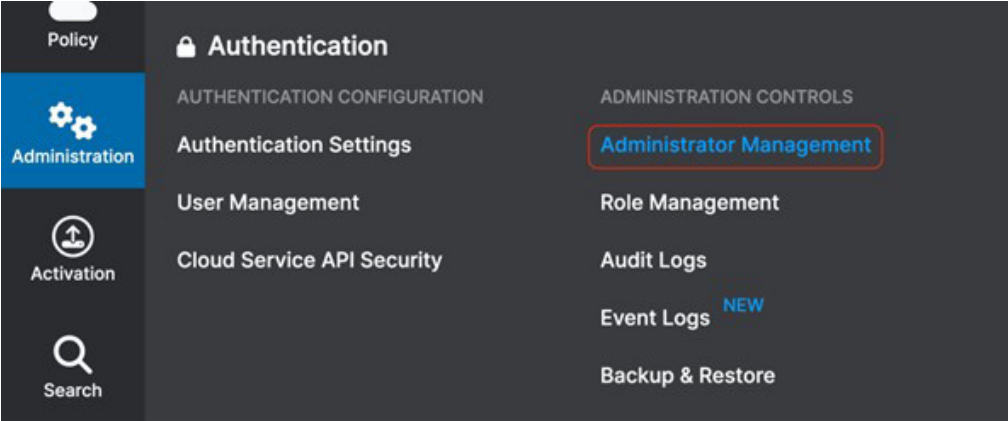 Policy
Administration
Activation
Search
Authentication
AUTHENTICATION CONFIGURATION
Authentication Settings
User Management
Cloud Service API Security
ADMINISTRATION CONTROLS
Administrator Management
Role Management
Audit Logs
Event Logs NEW
Backup & Restore